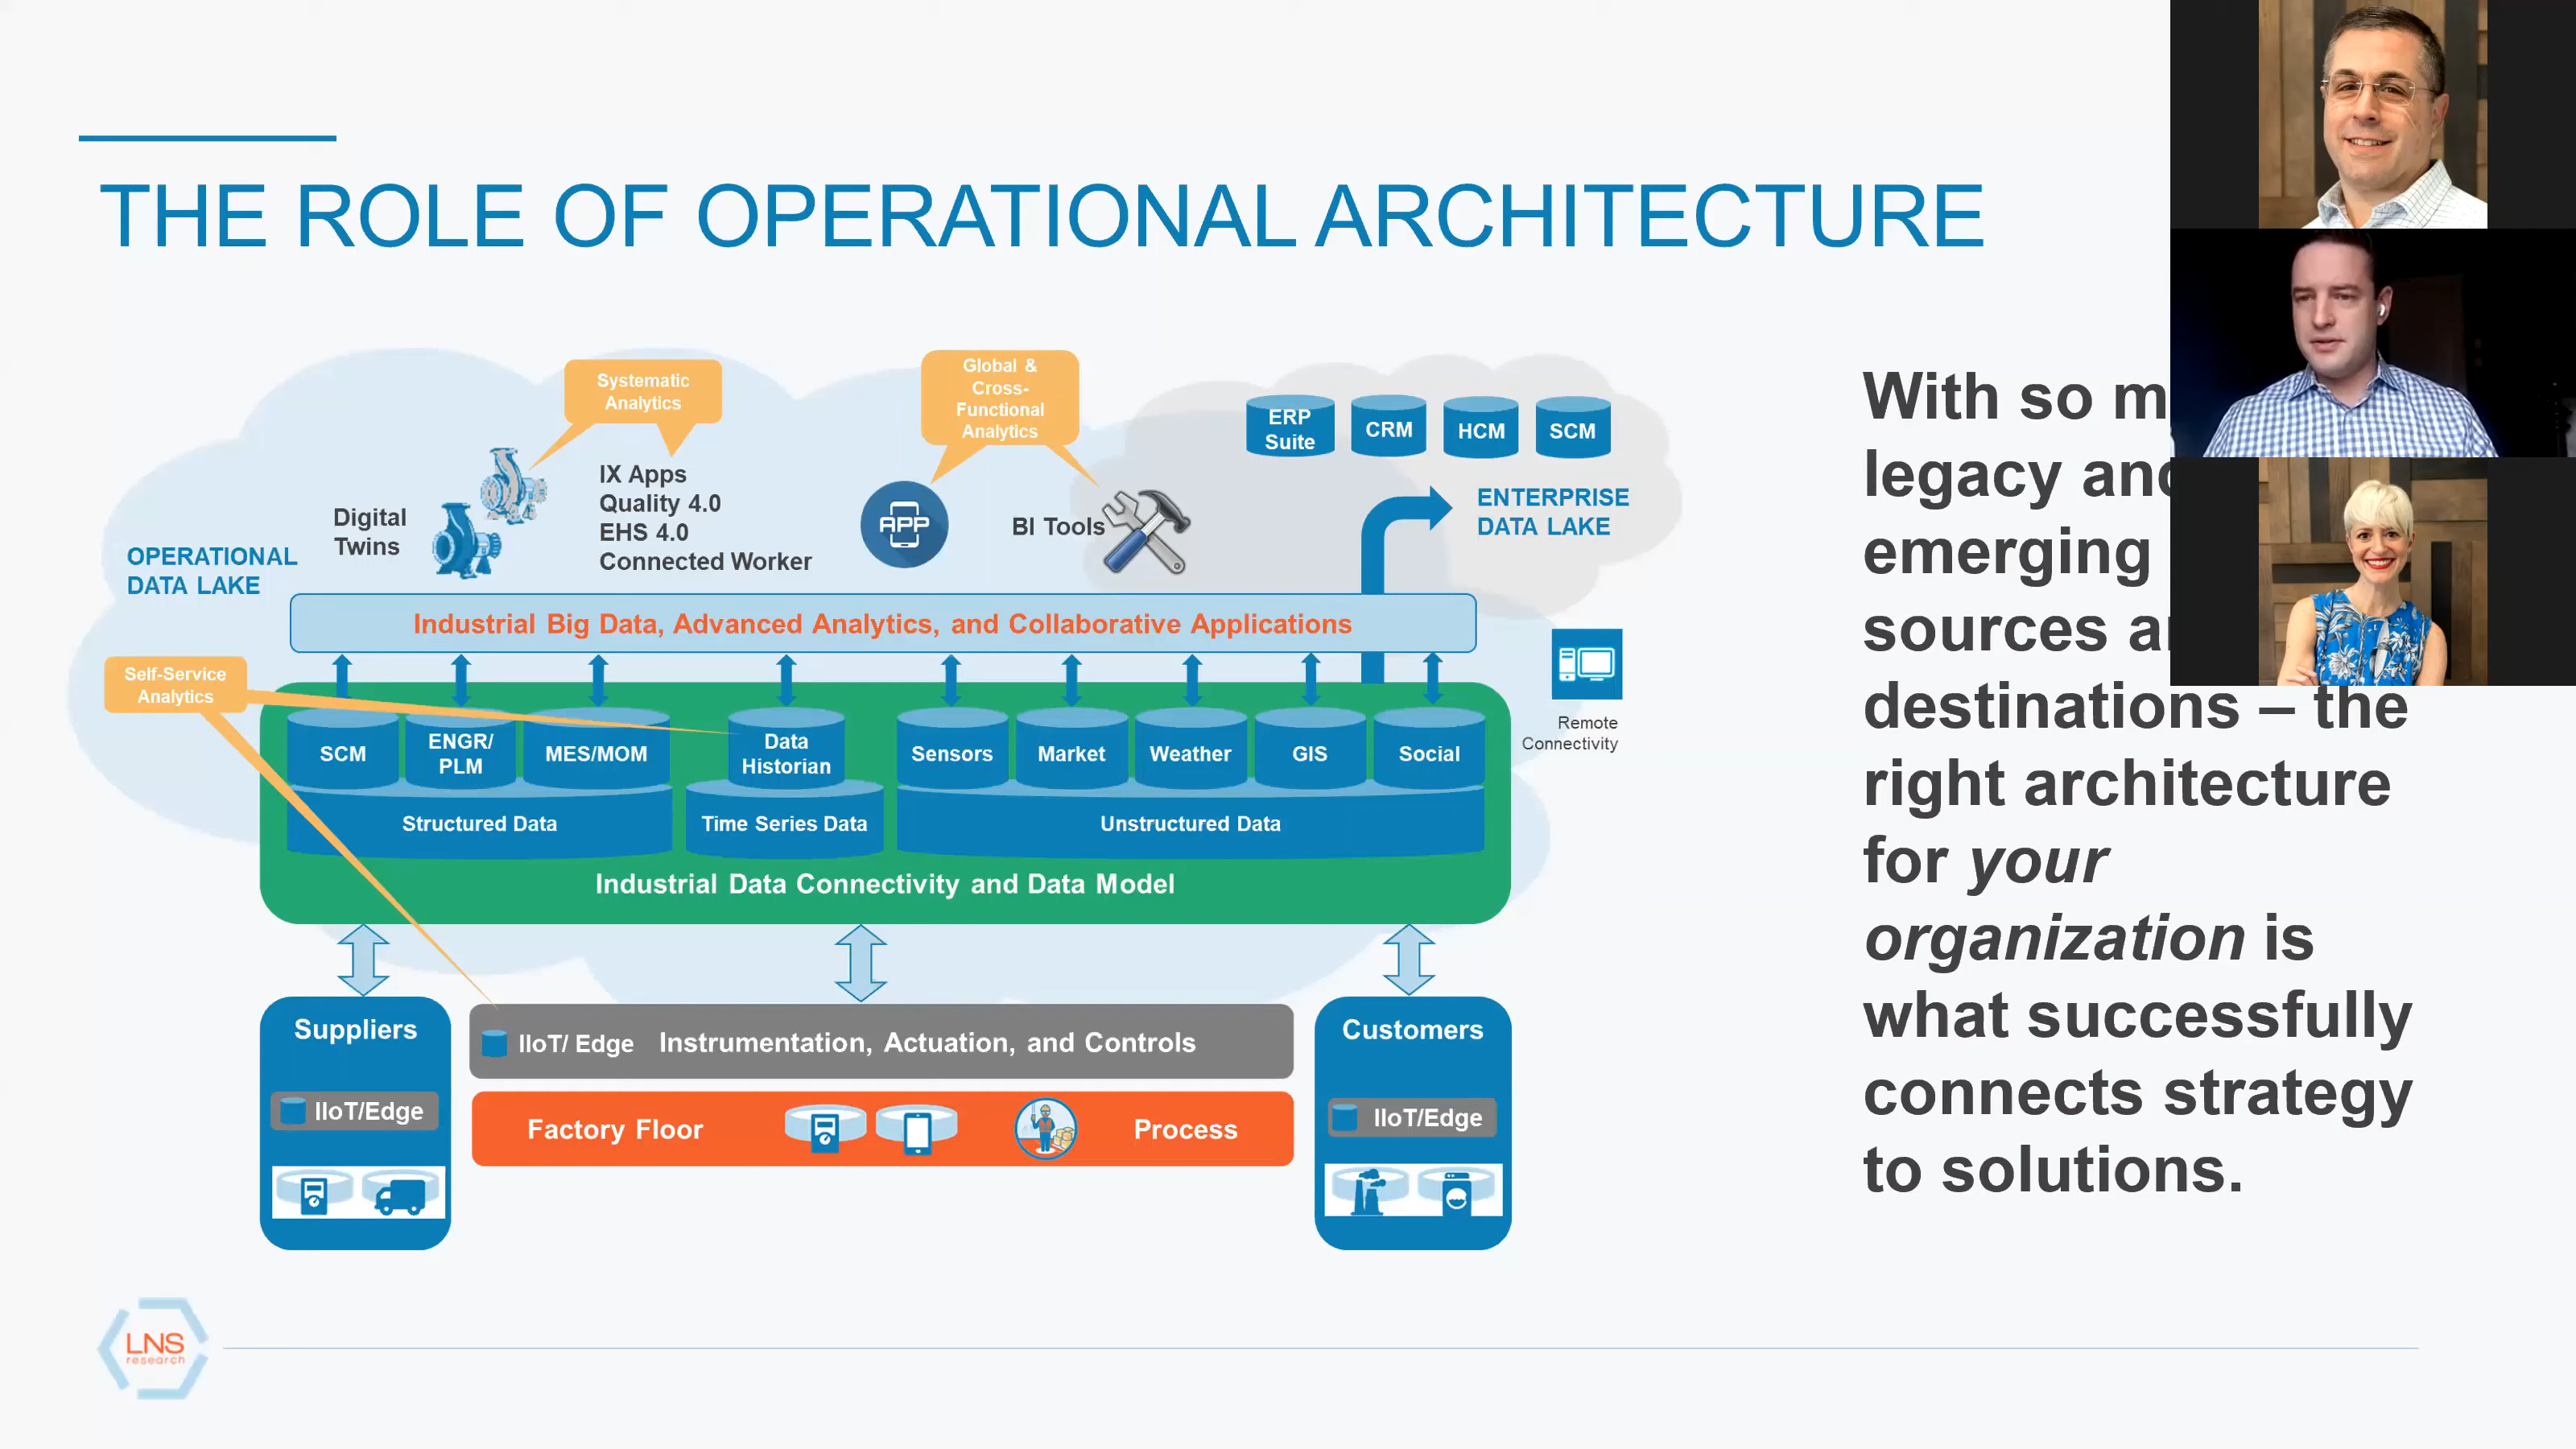 THE ROLE OF OPERATIONAL ARCHITECTURE
Systematic
Analytics
Global &
Cross-
Functional
Analytics
ERP
Suite
CRM
HCM
SCM
Digital
Twins
IX Apps
Quality 4.0
EHS 4.0
Connected Worker
APP
BI Tools
ENTERPRISE
DATA LAKE
OPERATIONAL
DATA LAKE
Industrial Big Data, Advanced Analytics, and Collaborative Applications
Self-Service
Analytics
Remote
Connectivity
SCM
ENGR/
PLM
MES/MOM
Data
Historian
Sensors
Market
Weather
GIS
Social
Structured Data
Time Series Data
Unstructured Data
Industrial Data Connectivity and Data Model
Suppliers
IIoT/Edge
IIoT/ Edge Instrumentation, Actuation, and Controls
Factory Floor
Process
Customers
IIoT/Edge
With so
legacy
emerging
sources
destinations – the
right architecture
for your
organization is
what successfully
connects strategy
to solutions.
LNS
research